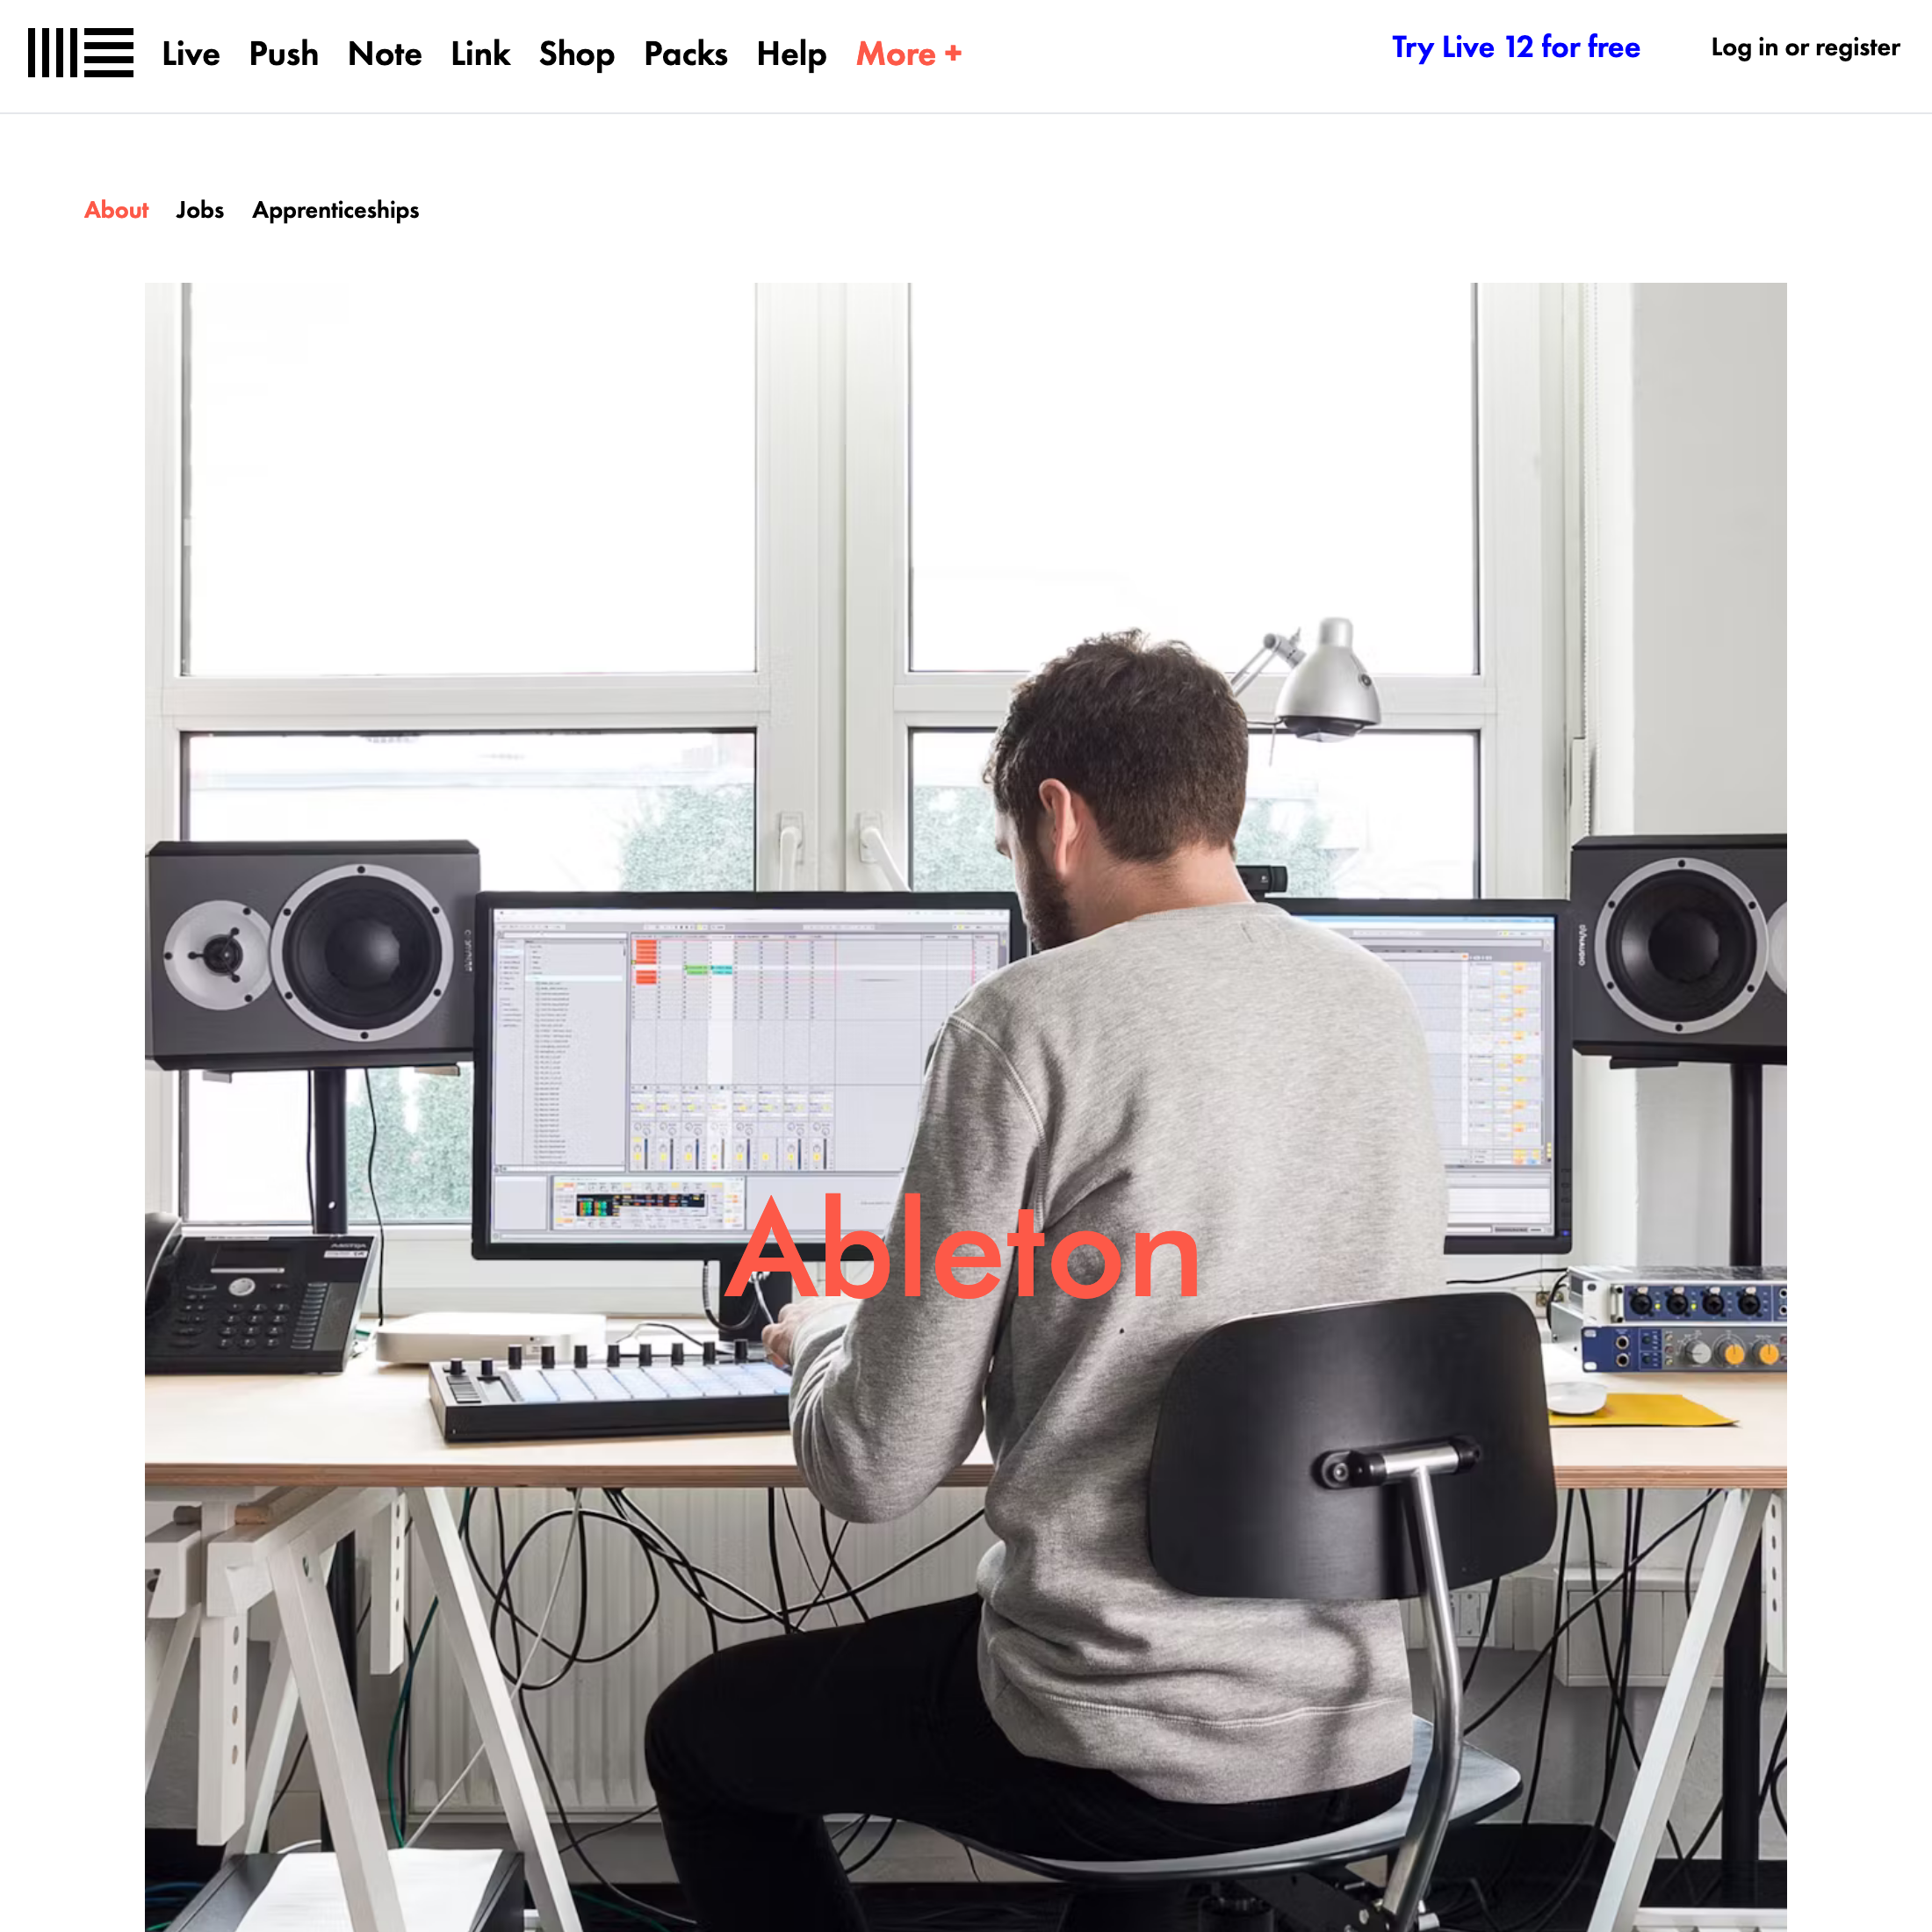 Live Push Note Link Shop Packs Help More +
Try Live 12 for free
Log in or register
About Jobs Apprenticeships
Ableton